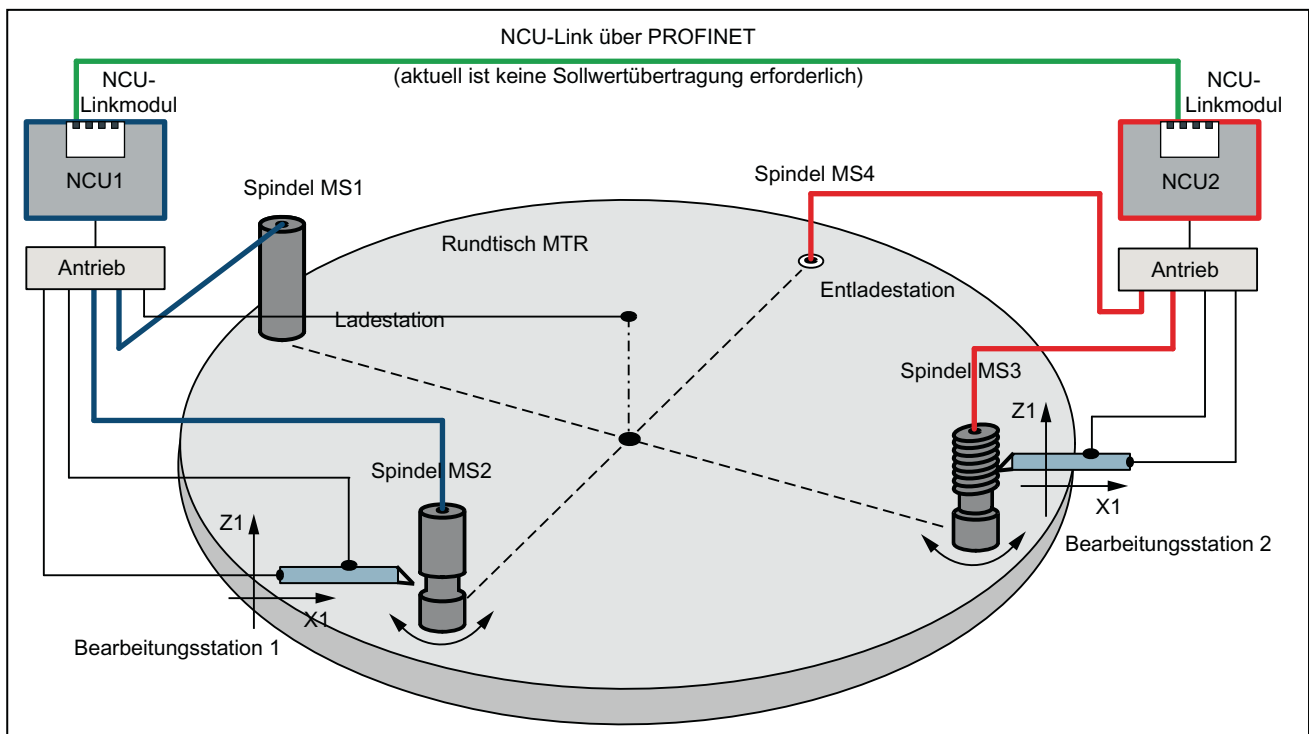 NCU-Link über PROFINET
(aktuell ist keine Sollwertübertragung erforderlich)
NCU-
Linkmodul
NCU-
Linkmodul
NCU1
NCU2
Spindel MS1
Spindel MS4
Rundtisch MTR
Antrieb
Antrieb
Entladestation
Ladestation
Spindel MS3
Z1
Spindel MS2
X1
Z1
Bearbeitungsstation 2
X1
Bearbeitungsstation 1